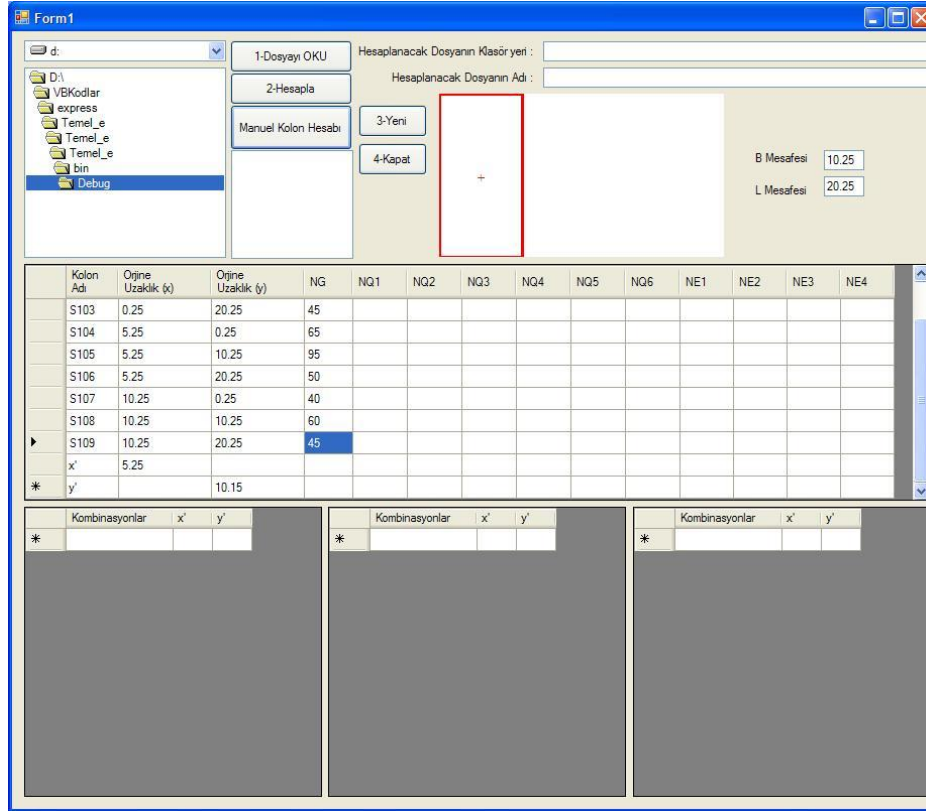 Form1
d:
D:\
VBKodlar
express
Temel_e
Temel_e
Temel_e
bin
Debug
1-Dosyayı OKU
2-Hesapla
Manuel Kolon Hesabı
Hesaplanacak Dosyanın Klasör yeri :
Hesaplanacak Dosyanın Adı :
3-Yeni
4-Kapat
B Mesafesi 10.25
L Mesafesi 20.25
Kolon Adı Orjine Uzaklık (x) Orjine Uzaklık (y) NG NQ1 NQ2 NQ3 NQ4 NQ5 NQ6 NE1 NE2 NE3 NE4
S103 0.25 20.25 45
S104 5.25 0.25 65
S105 5.25 10.25 95
S106 5.25 20.25 50
S107 10.25 0.25 40
S108 10.25 10.25 60
S109 10.25 20.25 45
x' 5.25
y' 10.15
Kombinasyonlar x' y'
Kombinasyonlar x' y'
Kombinasyonlar x' y'